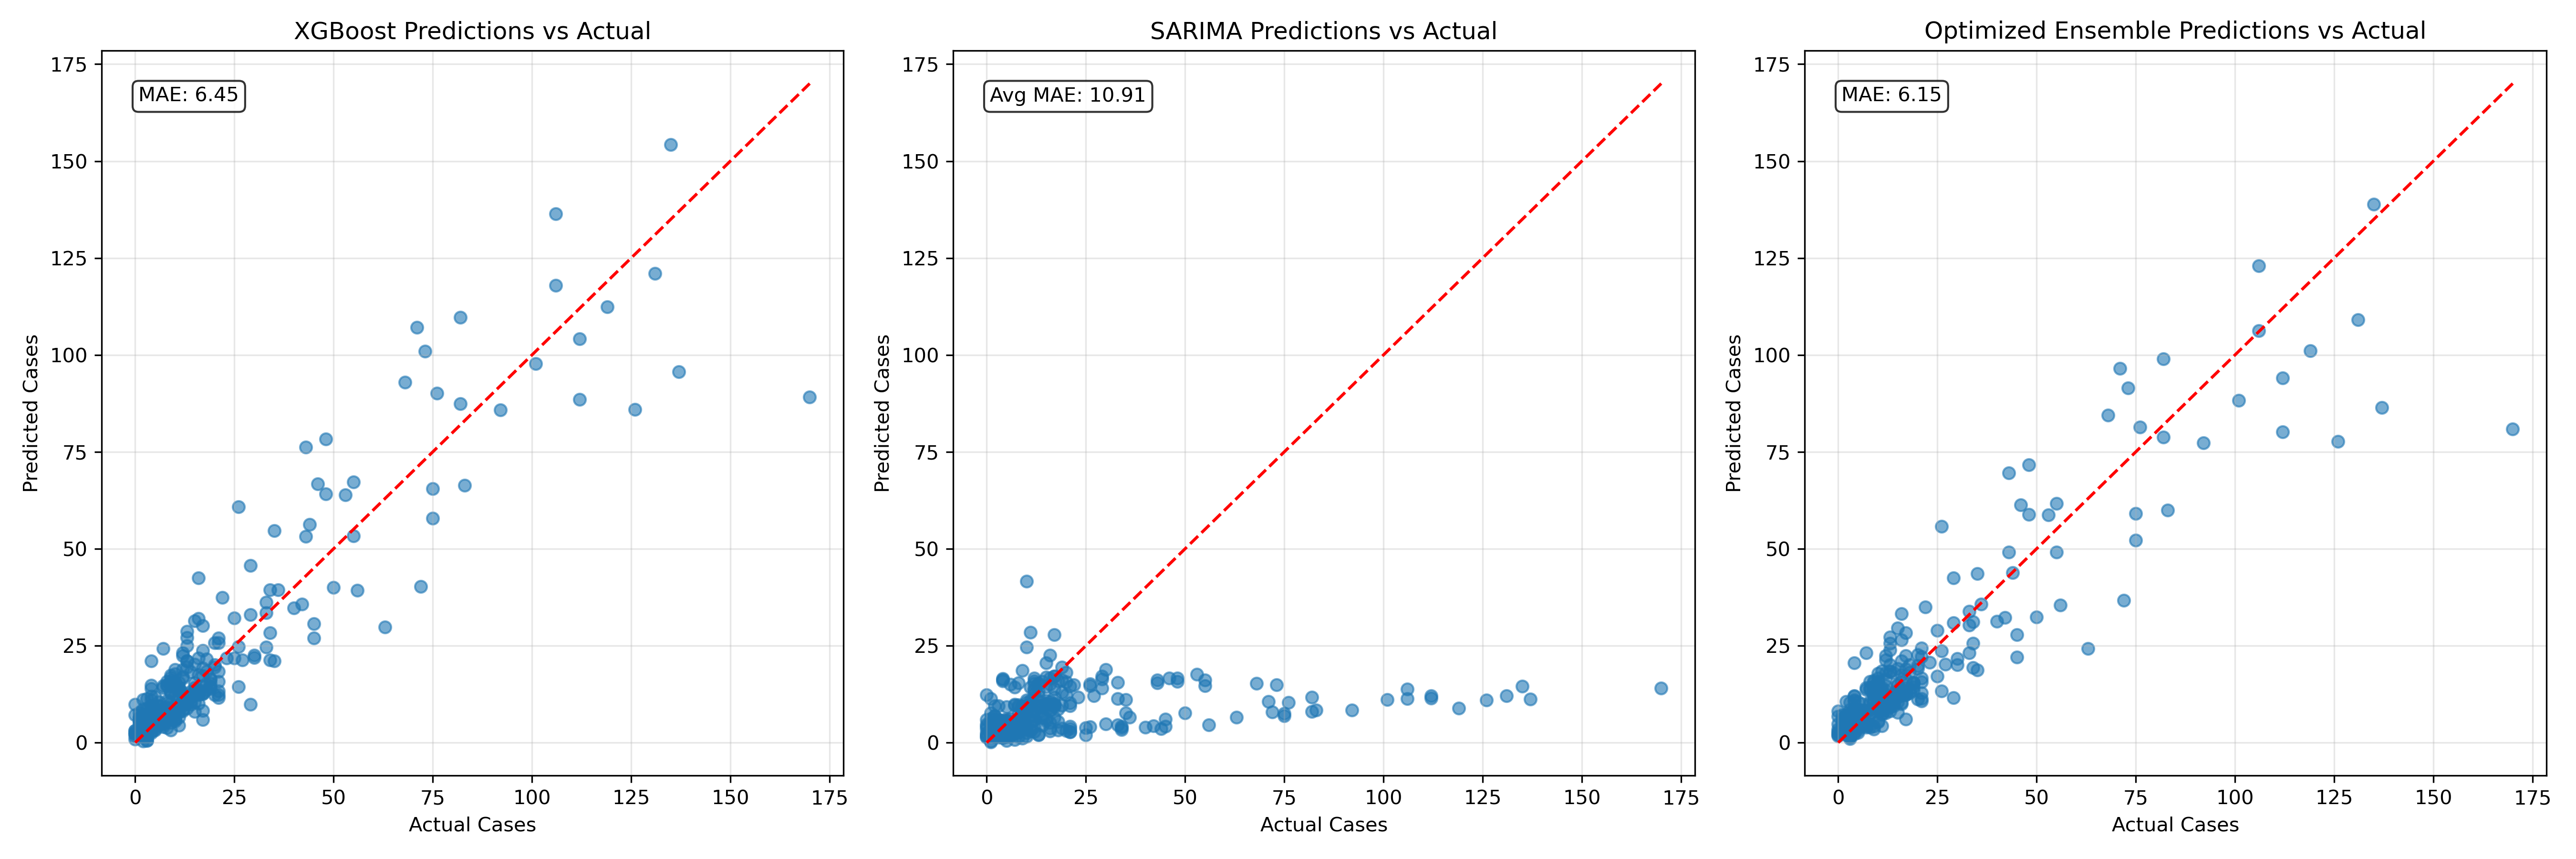 XGBoost Predictions vs Actual
MAE: 6.45
Predicted Cases
175
150
125
100
75
50
25
0
0 25 50 75 100 125 150 175
Actual Cases
SARIMA Predictions vs Actual
Avg MAE: 10.91
Predicted Cases
175
150
125
100
75
50
25
0
0 25 50 75 100 125 150 175
Actual Cases
Optimized Ensemble Predictions vs Actual
MAE: 6.15
Predicted Cases
175
150
125
100
75
50
25
0
0 25 50 75 100 125 150 175
Actual Cases